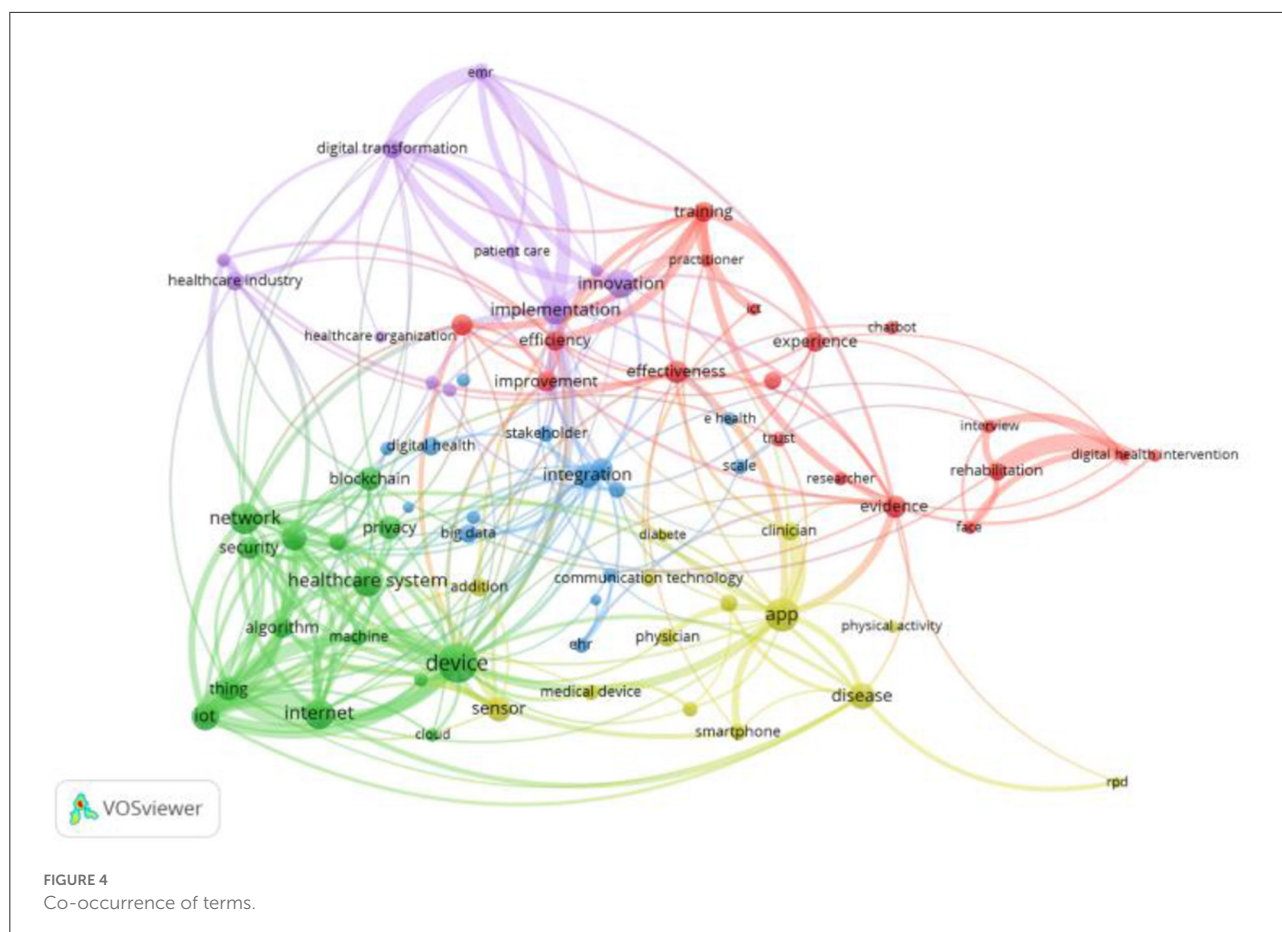 emr
digital transformation
training
patient care
practitioner
healthcare industry
innovation
implementation
ict
chatbot
healthcare organization
efficiency
experience
effectiveness
improvement
e health
interview
stakeholder
trust
digital health
digital health intervention
scale
rehabilitation
integration
blockchain
researcher
evidence
network
privacy
face
big data
diabete
clinician
security
communication technology
healthcare system
addition
app
algorithm
machine
physician
physical activity
ehr
device
thing
medical device
disease
sensor
iot
internet
cloud
smartphone
rpd
VOSviewer
FIGURE 4
Co-occurrence of terms.